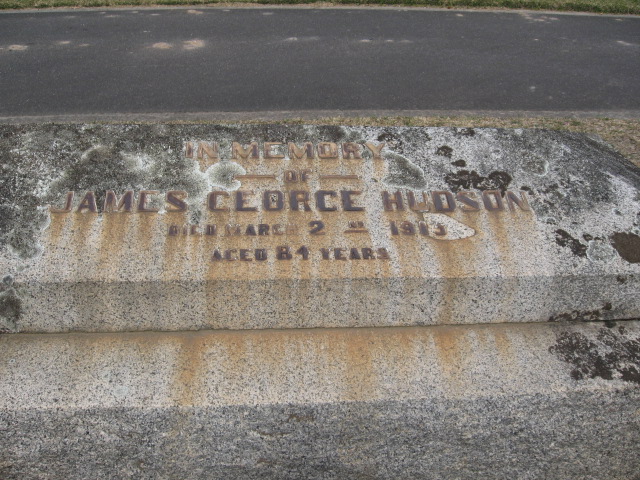 IN MEMORY
OF
JAMES GEORGE HUDSON
DIED MARCH 2ND 1913
AGED 84 YEARS